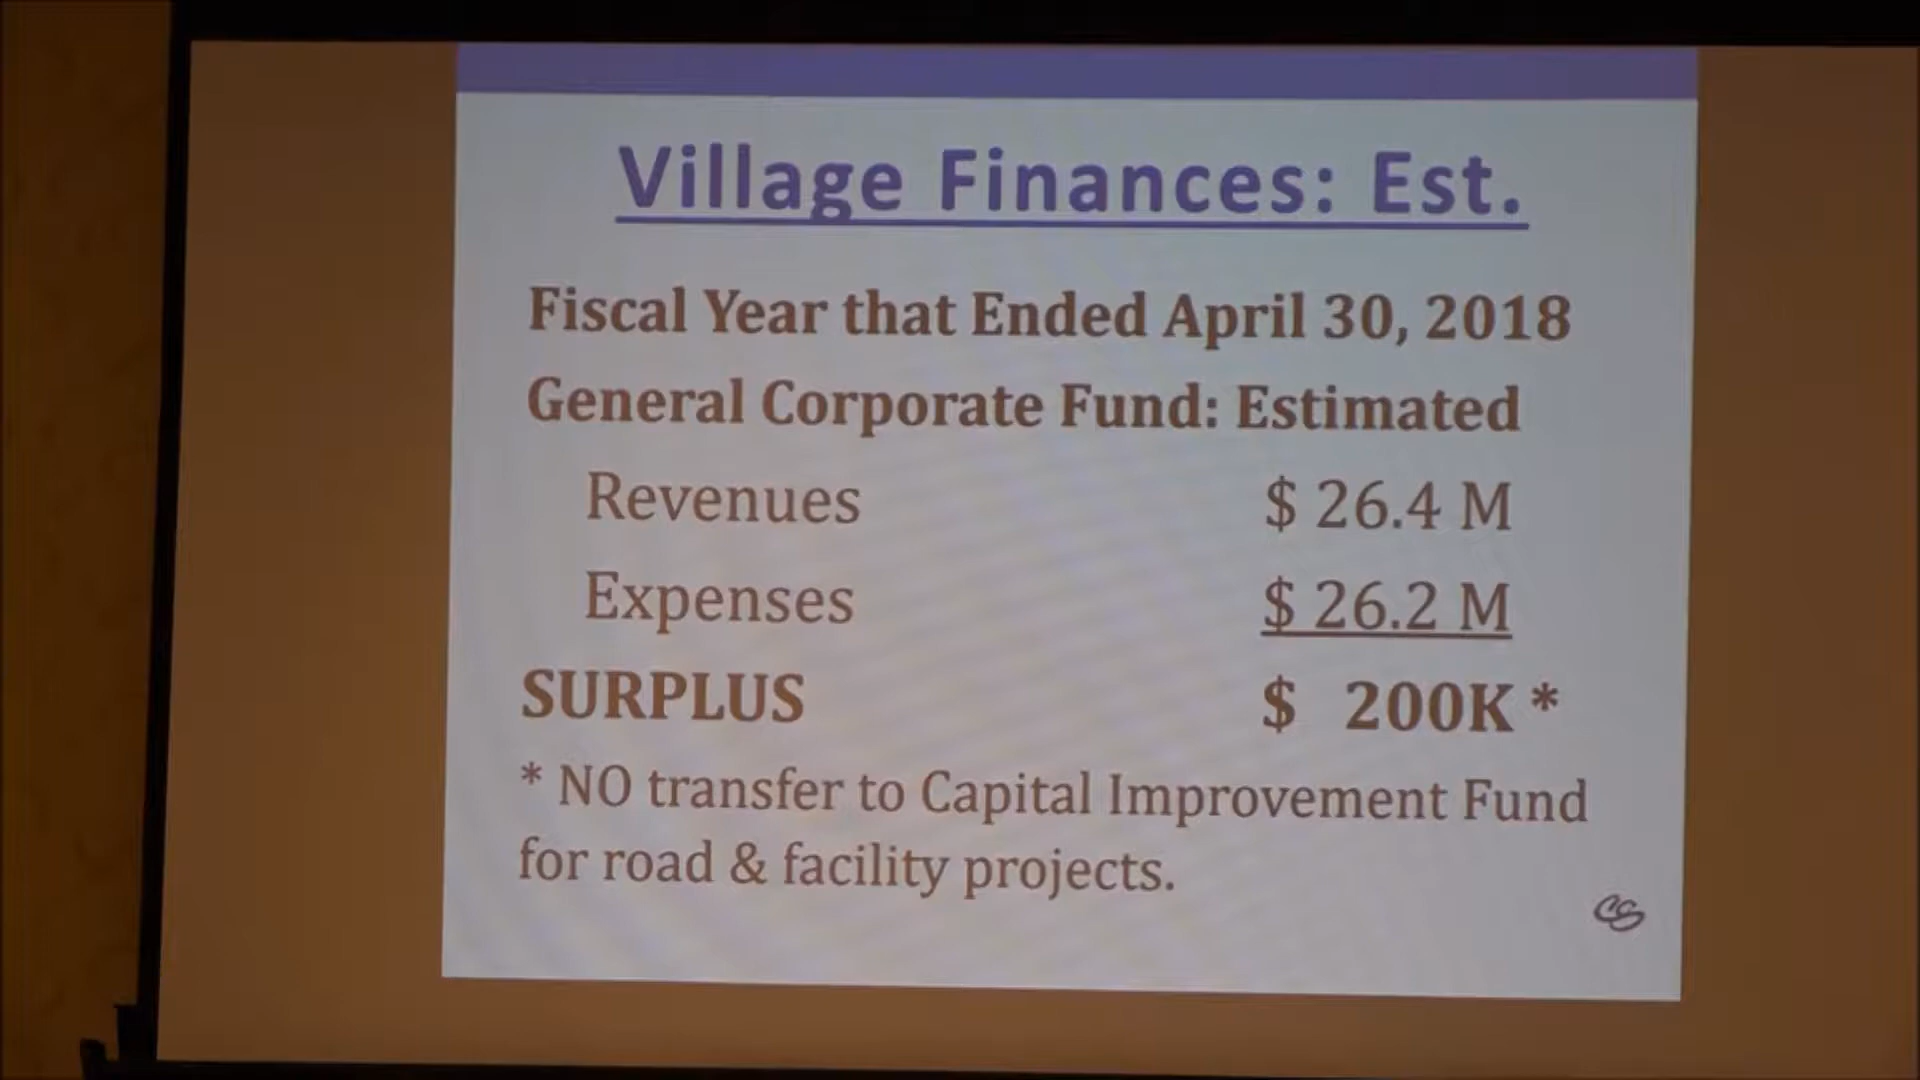 Village Finances: Est.
Fiscal Year that Ended April 30, 2018
General Corporate Fund: Estimated
Revenues $ 26.4 M
Expenses $ 26.2 M
SURPLUS $ 200K *
* NO transfer to Capital Improvement Fund
for road & facility projects.
CS